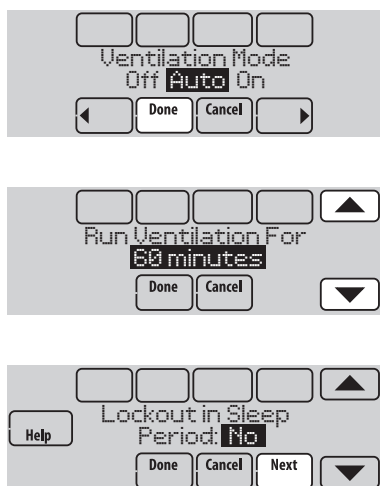 Ventilation Mode
Off Auto On
Done Cancel
Run Ventilation For
60 minutes
Done Cancel
Lockout in Sleep
Help Period: No
Done Cancel Next